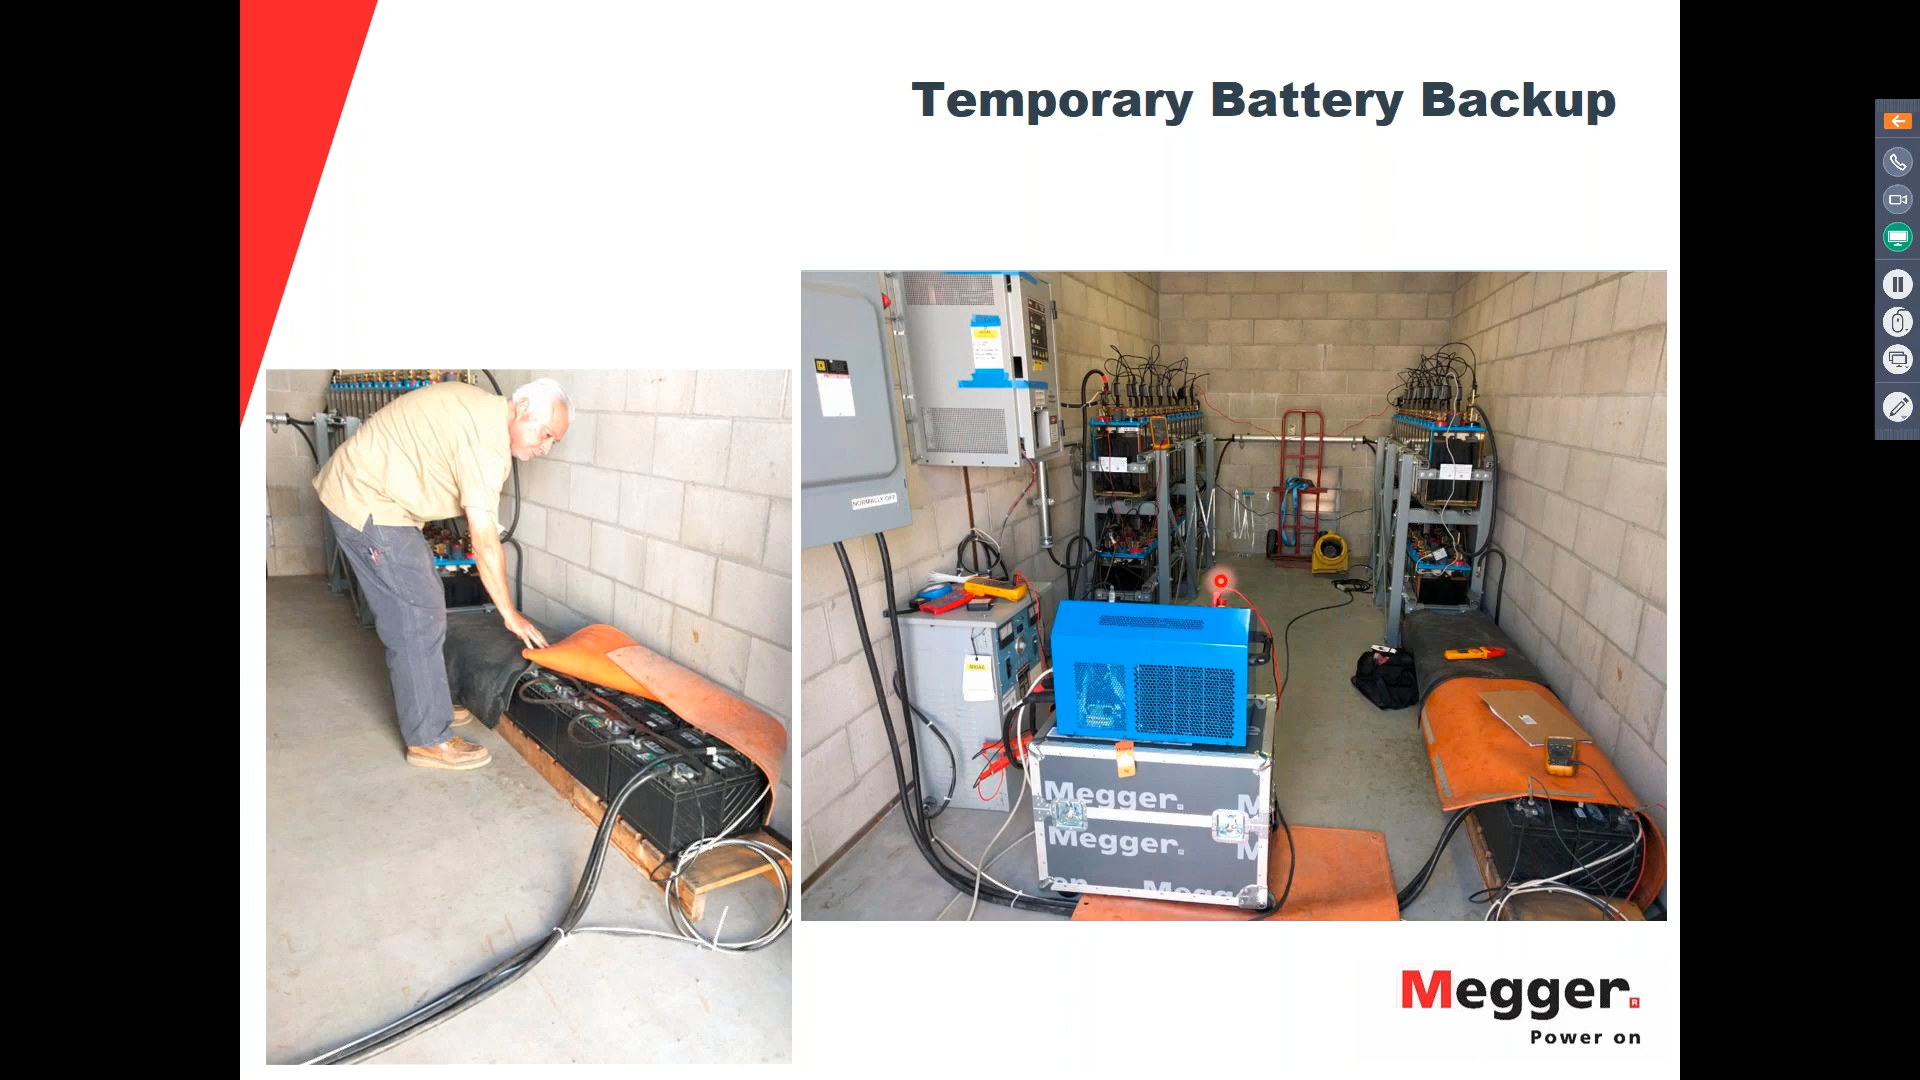 Temporary Battery Backup
NORMALLY OFF
Megger. M
Megger. M
Megger
Megger.
Power on